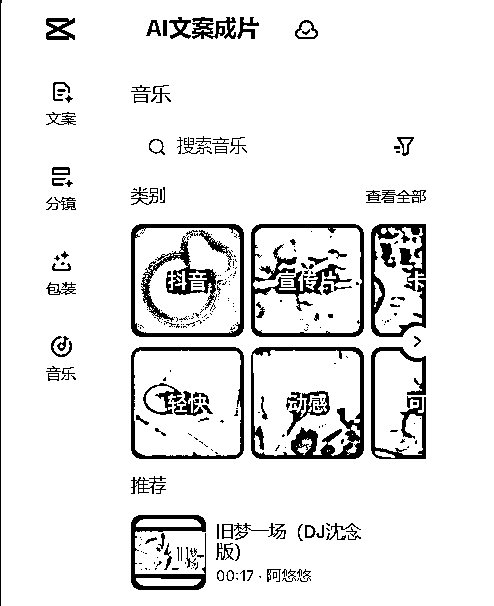 AI文案成片
文案
分镜
包装
音乐
音乐
搜索音乐
类别
查看全部
抖音
宣传片
卡
轻快
动感
可
推荐
旧梦一场（DJ沈念
版）
00:17 · 阿悠悠